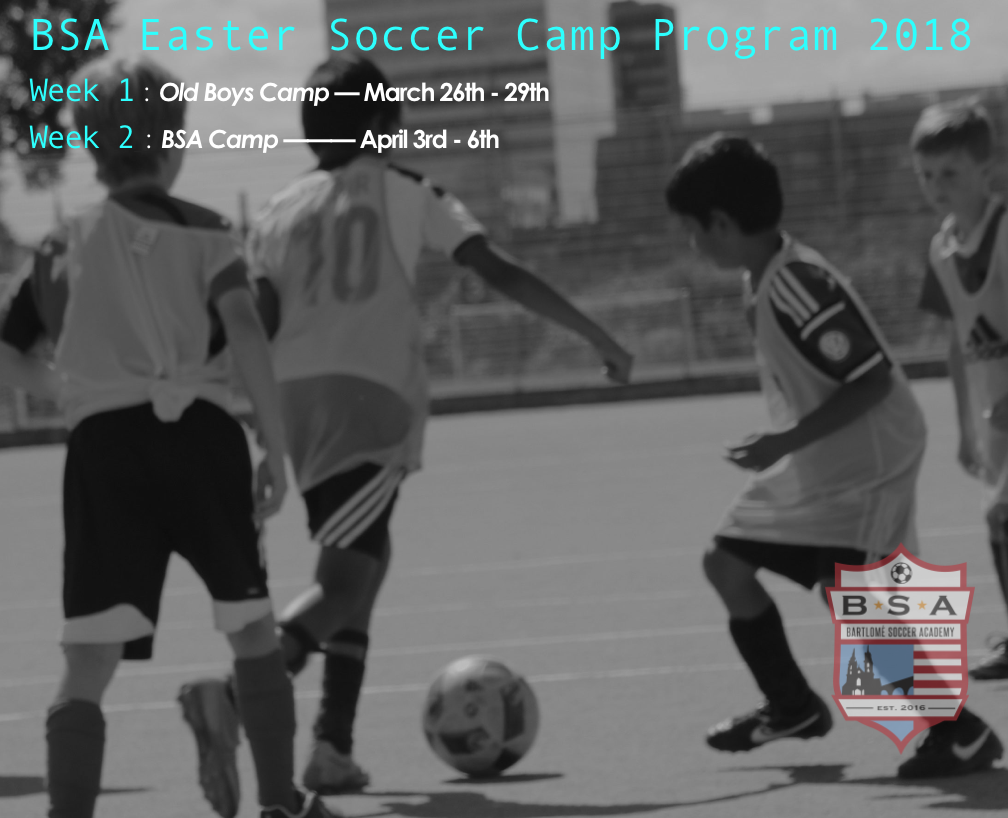 BSA Easter Soccer Camp Program 2018
Week 1 : Old Boys Camp — March 26th - 29th
Week 2 : BSA Camp ——— April 3rd - 6th
10
B★S★A
BARTLOMÉ SOCCER ACADEMY
EST. 2016